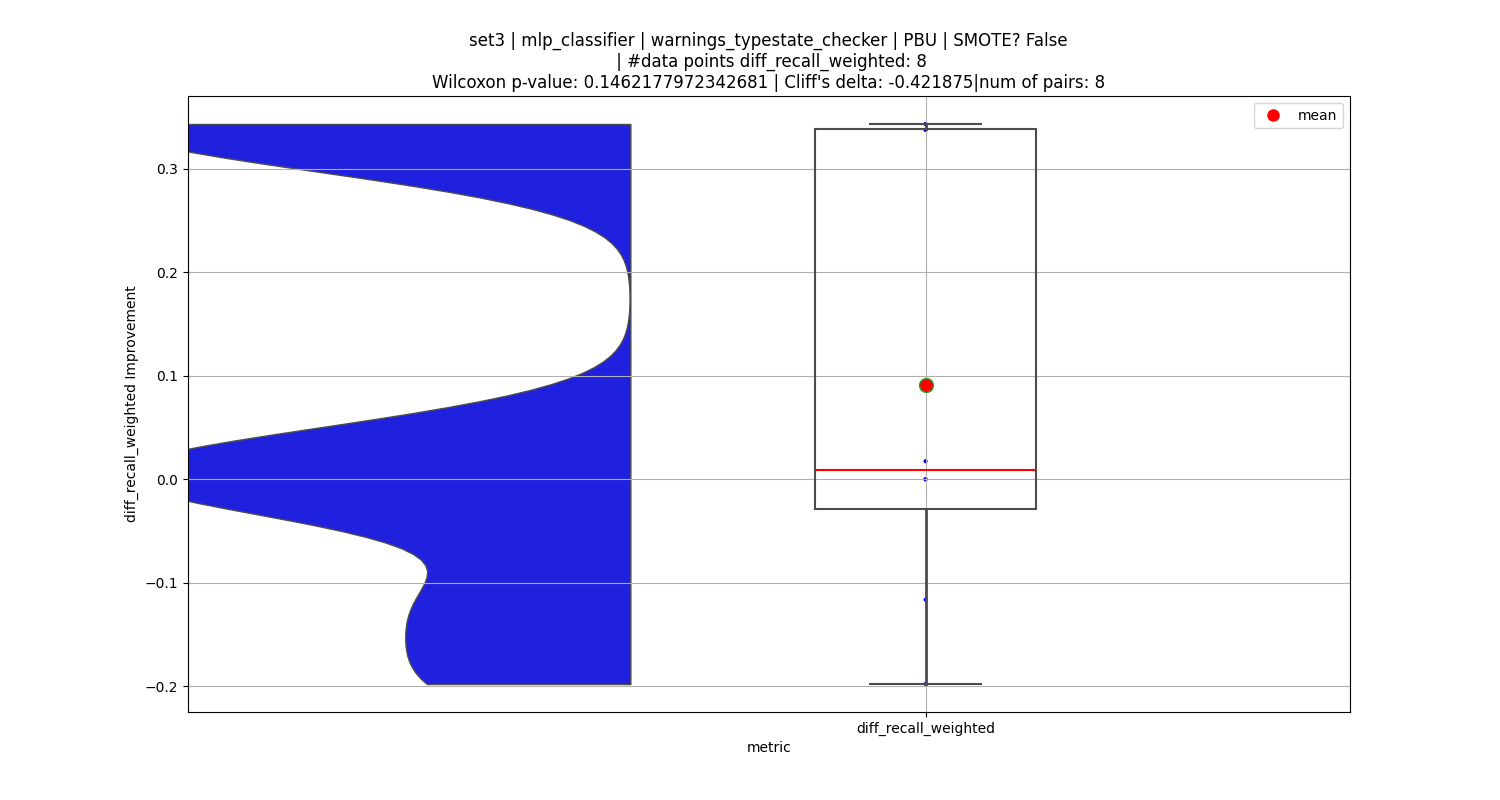 set3 | mlp_classifier | warnings_typestate_checker | PBU | SMOTE? False
| #data points diff_recall_weighted: 8
Wilcoxon p-value: 0.1462177972342681 | Cliff's delta: -0.421875|num of pairs: 8
mean
0.3
0.2
0.1
0.0
−0.1
−0.2
diff_recall_weighted Improvement
diff_recall_weighted
metric